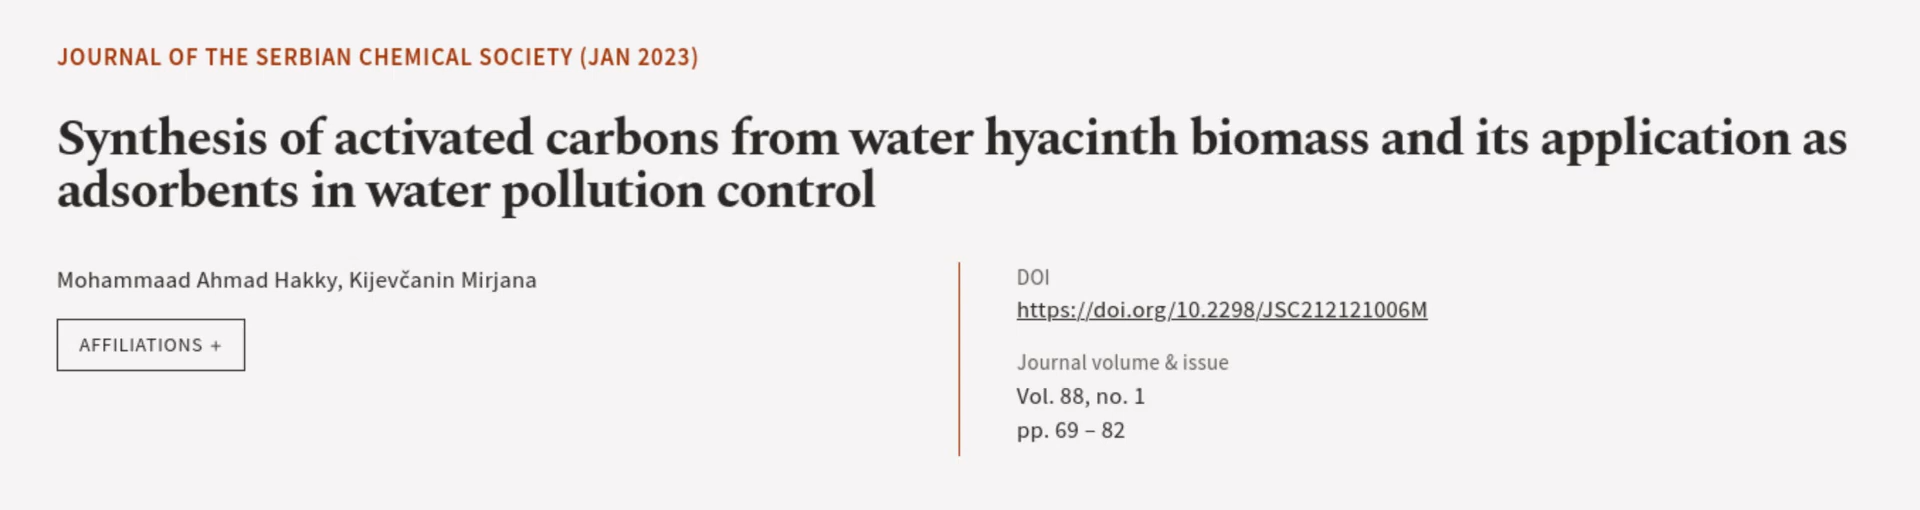 JOURNAL OF THE SERBIAN CHEMICAL SOCIETY (JAN 2023)
Synthesis of activated carbons from water hyacinth biomass and its application as
adsorbents in water pollution control
Mohammaad Ahmad Hakky, Kijevčanin Mirjana
AFFILIATIONS +
DOI
https://doi.org/10.2298/JSC212121006M
Journal volume & issue
Vol. 88, no. 1
pp. 69 – 82